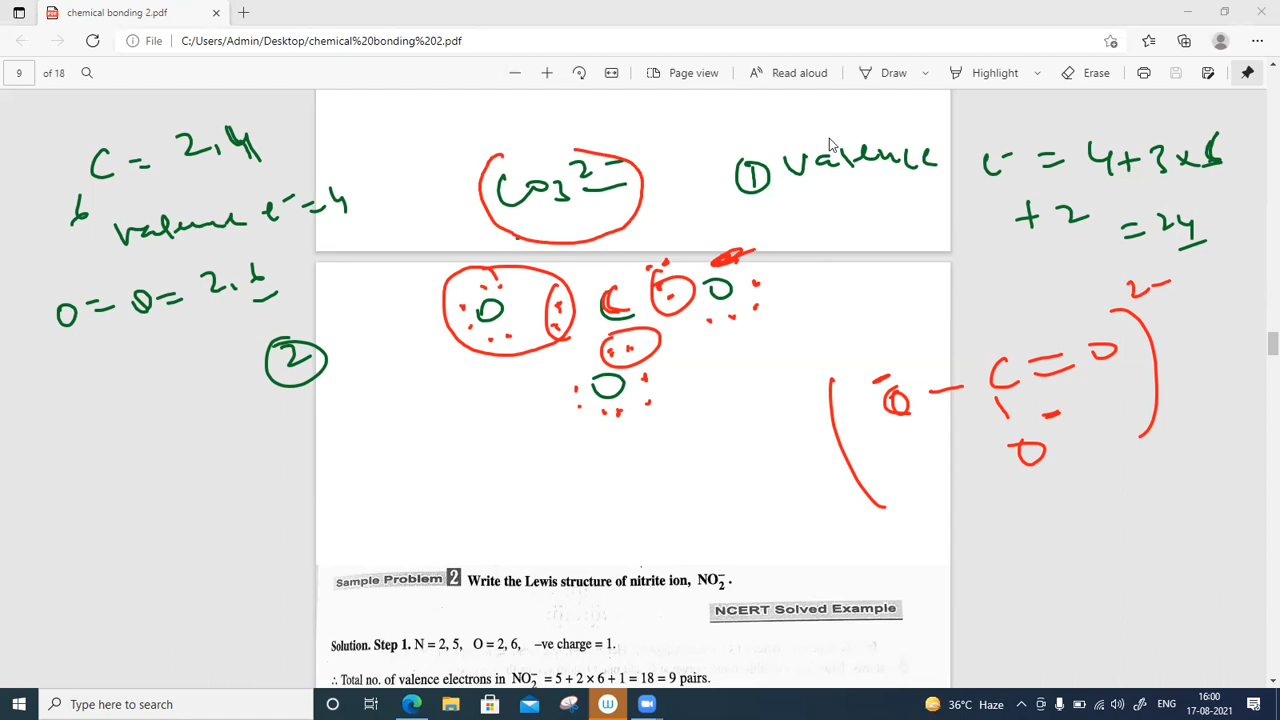 chemical bonding 2.pdf
File C:/Users/Admin/Desktop/chemical%20bonding%202.pdf
9 of 18 Page view Read aloud Draw Highlight Erase
C = 2,4
valence e⁻ = 4
O = 2,6
2
CO3²⁻
① valence e⁻ = 4+3×6
+2 = 24
O C O
O
O - C = O 2-
O
Sample Problem 2 Write the Lewis structure of nitrite ion, NO₂⁻.
NCERT Solved Example
Solution. Step 1. N = 2, 5, O = 2, 6, –ve charge = 1.
∴ Total no. of valence electrons in NO₂⁻ = 5 + 2 × 6 + 1 = 18 = 9 pairs.
Type here to search
36°C Haze ENG 16:00
17-08-2021